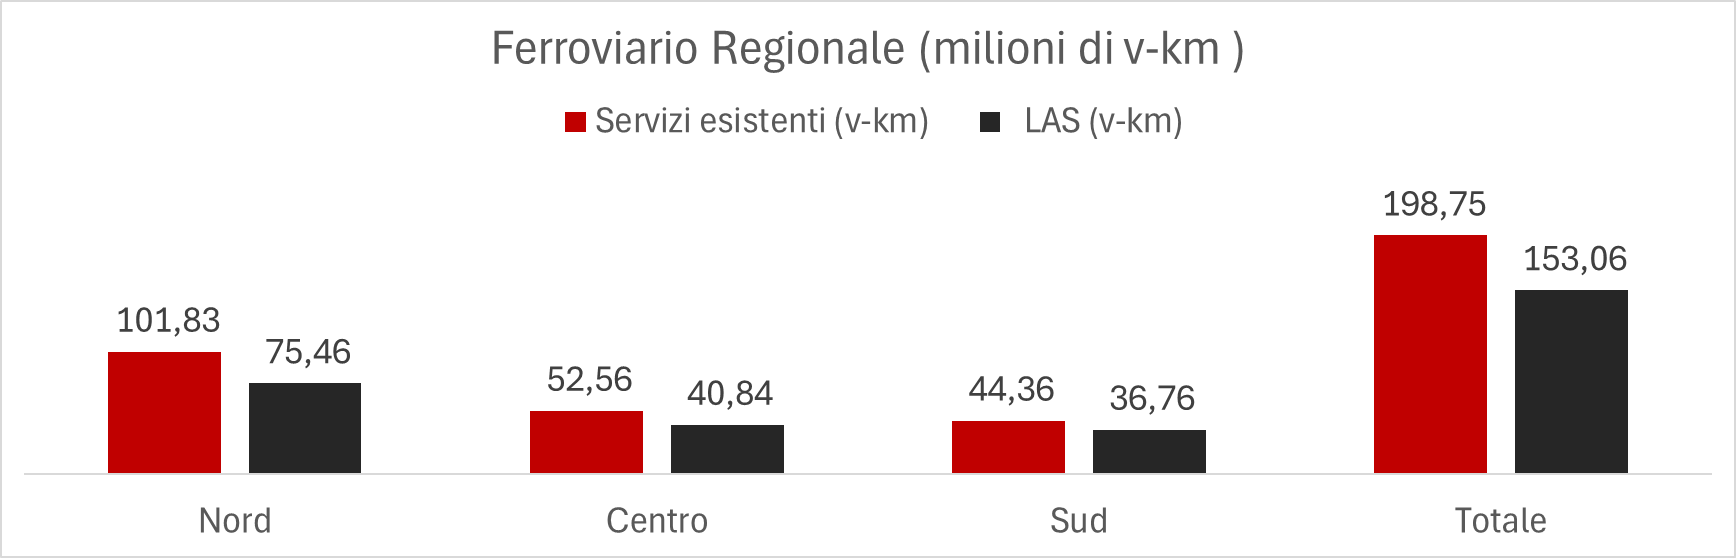 Ferroviario Regionale (milioni di v-km )
Servizi esistenti (v-km) LAS (v-km)
198,75
153,06
101,83
75,46
52,56
40,84
44,36
36,76
Nord Centro Sud Totale